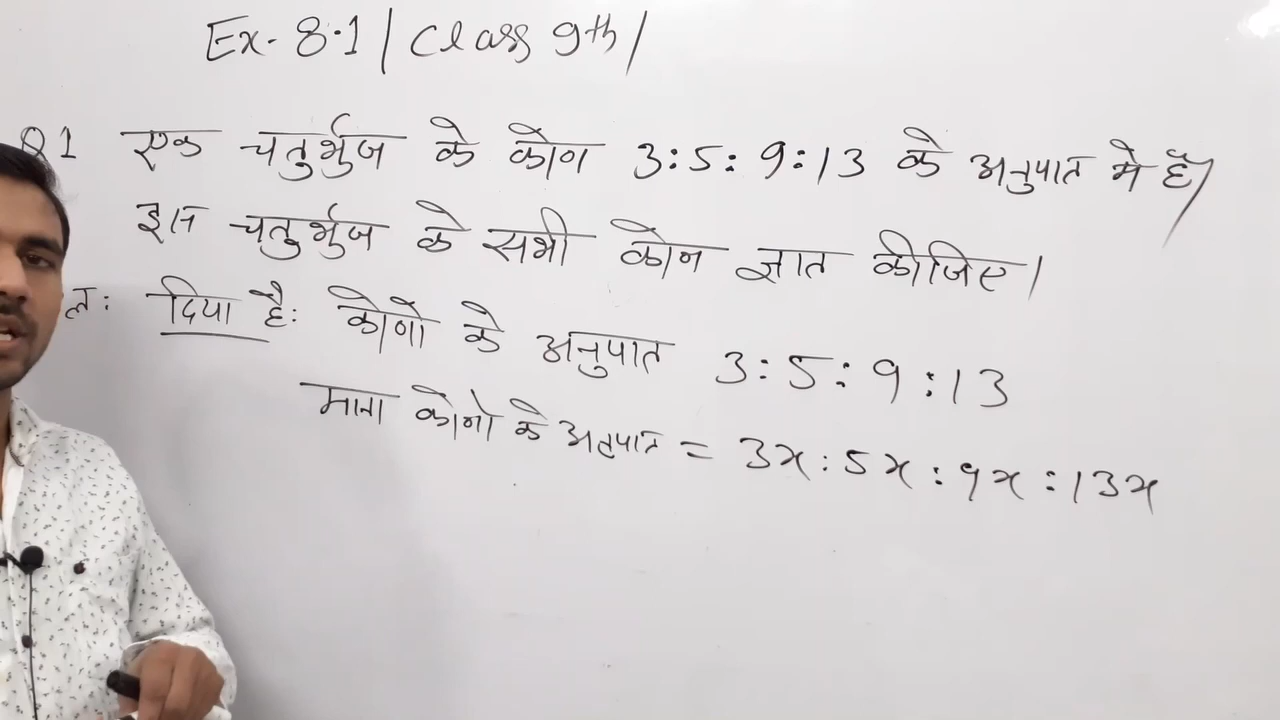 Ex- 8.1 | Class 9th |
Q1 एक चतुर्भुज के कोण 3:5:9:13 के अनुपात मे हैं।
इस चतुर्भुज के सभी कोन ज्ञात कीजिए।
ल: दिया है: कोणों के अनुपात 3:5:9:13
माना कोनो के अनुपात = 3x:5x:9x:13x